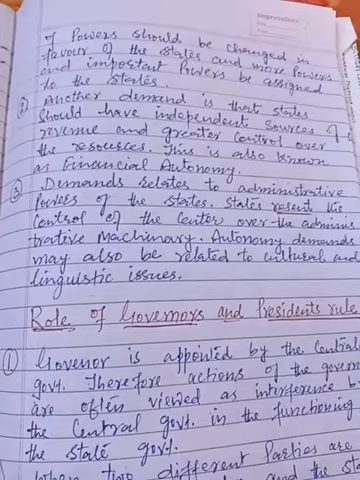 of Powers should be changed in
favour of the states and more Powers
and important Powers be assigned
to the states.
② Another demand is that states
should have independent sources of
revenue and greater control over
the resources. This is also known
as Financial Autonomy.
③ Demands relates to administrative
Powers of the states. States resent the
control of the Center over the adminis
trative Machinary. Autonomy demands
may also be related to cultural and
linguistic issues.
Role of Governors and Presidents rule
① Govenor is appointed by the Central
govt. Therefore actions of the govern
are often viewed as interference b
the Central govt. in the functioning
the state govt.
two different Parties are
and the sta